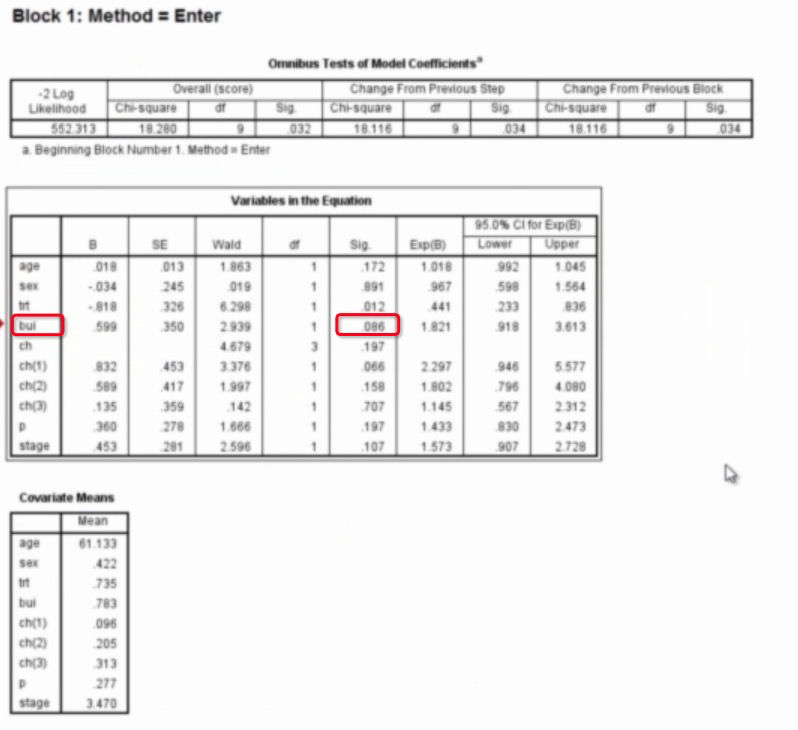 Block 1: Method = Enter
Omnibus Tests of Model Coefficientsᵃ
-2 Log Likelihood Overall (score) Change From Previous Step Change From Previous Block
Chi-square df Sig. Chi-square df Sig. Chi-square df Sig.
552.313 18.280 9 .032 18.116 9 .034 18.116 9 .034
a. Beginning Block Number 1. Method = Enter
Variables in the Equation
95.0% CI for Exp(B)
B SE Wald df Sig. Exp(B) Lower Upper
age .018 .013 1.863 1 .172 1.018 .992 1.045
sex -.034 .245 .019 1 .891 .967 .598 1.564
trt -.818 .326 6.298 1 .012 .441 .233 .836
bui .599 .350 2.939 1 .086 1.821 .918 3.613
ch 4.679 3 .197
ch(1) .832 .453 3.376 1 .066 2.297 .946 5.577
ch(2) .589 .417 1.997 1 .158 1.802 .796 4.080
ch(3) .135 .359 .142 1 .707 1.145 .567 2.312
p .360 .278 1.666 1 .197 1.433 .830 2.473
stage .453 .281 2.596 1 .107 1.573 .907 2.728
Covariate Means
Mean
age 61.133
sex .422
trt .735
bui .783
ch(1) .096
ch(2) .205
ch(3) .313
p .277
stage 3.470